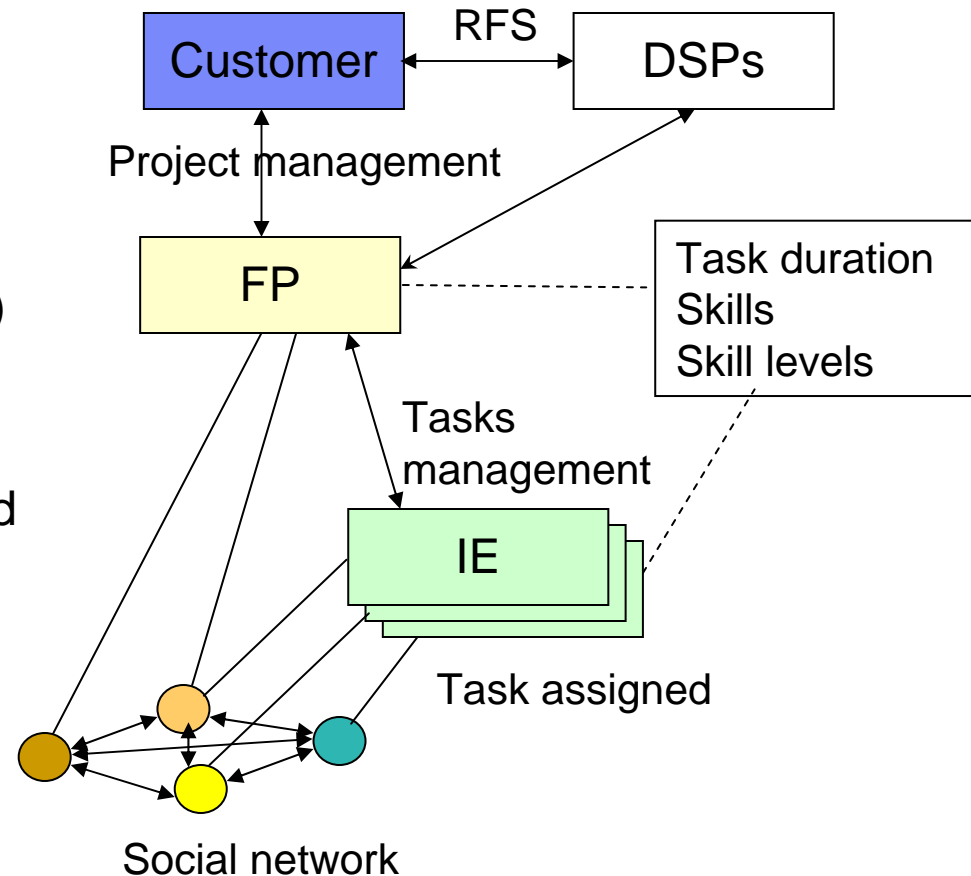 RFS
Customer
DSPs
Project management
FP
Task duration
Skills
Skill levels
)
Tasks
management
d
IE
Task assigned
Social network